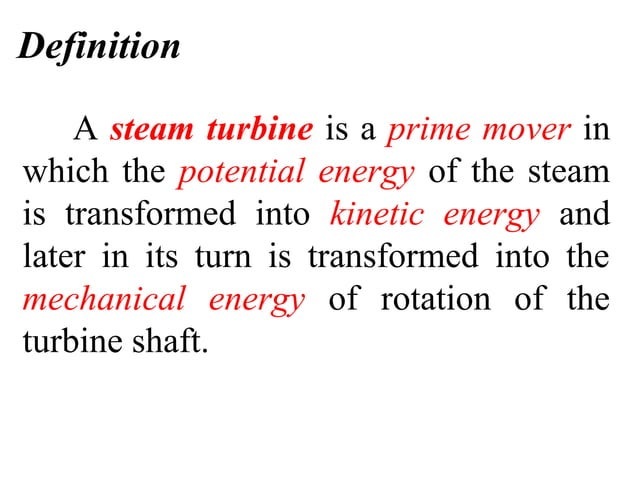 Definition
A steam turbine is a prime mover in
which the potential energy of the steam
is transformed into kinetic energy and
later in its turn is transformed into the
mechanical energy of rotation of the
turbine shaft.